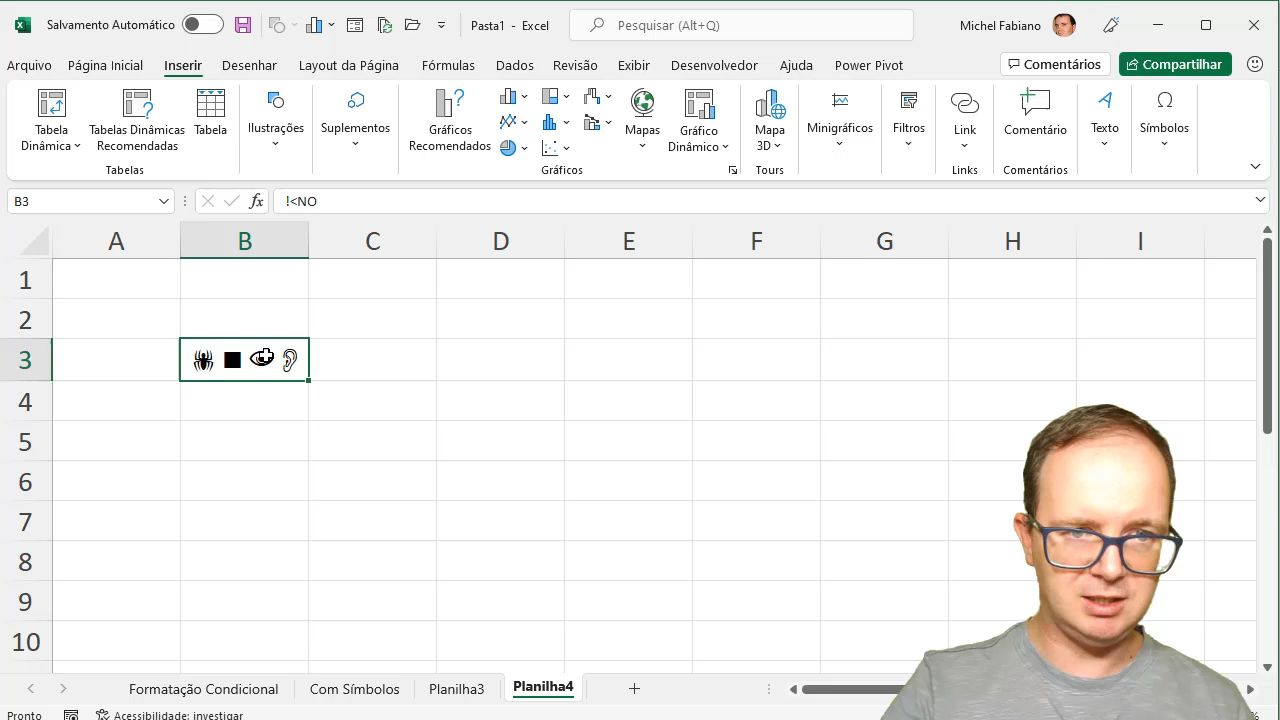 Salvamento Automático
Pasta1 - Excel
Pesquisar (Alt+Q)
Michel Fabiano
Arquivo Página Inicial Inserir Desenhar Layout da Página Fórmulas Dados Revisão Exibir Desenvolvedor Ajuda Power Pivot
Comentários
Compartilhar
Tabela Dinâmica
Tabelas Dinâmicas Recomendadas
Tabela
Ilustrações
Suplementos
Gráficos Recomendados
Mapas
Gráfico Dinâmico
Mapa 3D
Minigráficos
Filtros
Link
Comentário
Texto
Símbolos
Tabelas
Gráficos
Tours
Links
Comentários
B3
fx
!<NO
A B C D E F G H I
1
2
3
4
5
6
7
8
9
10
Formatação Condicional Com Símbolos Planilha3 Planilha4
Pronto
Acessibilidade: investigar
%